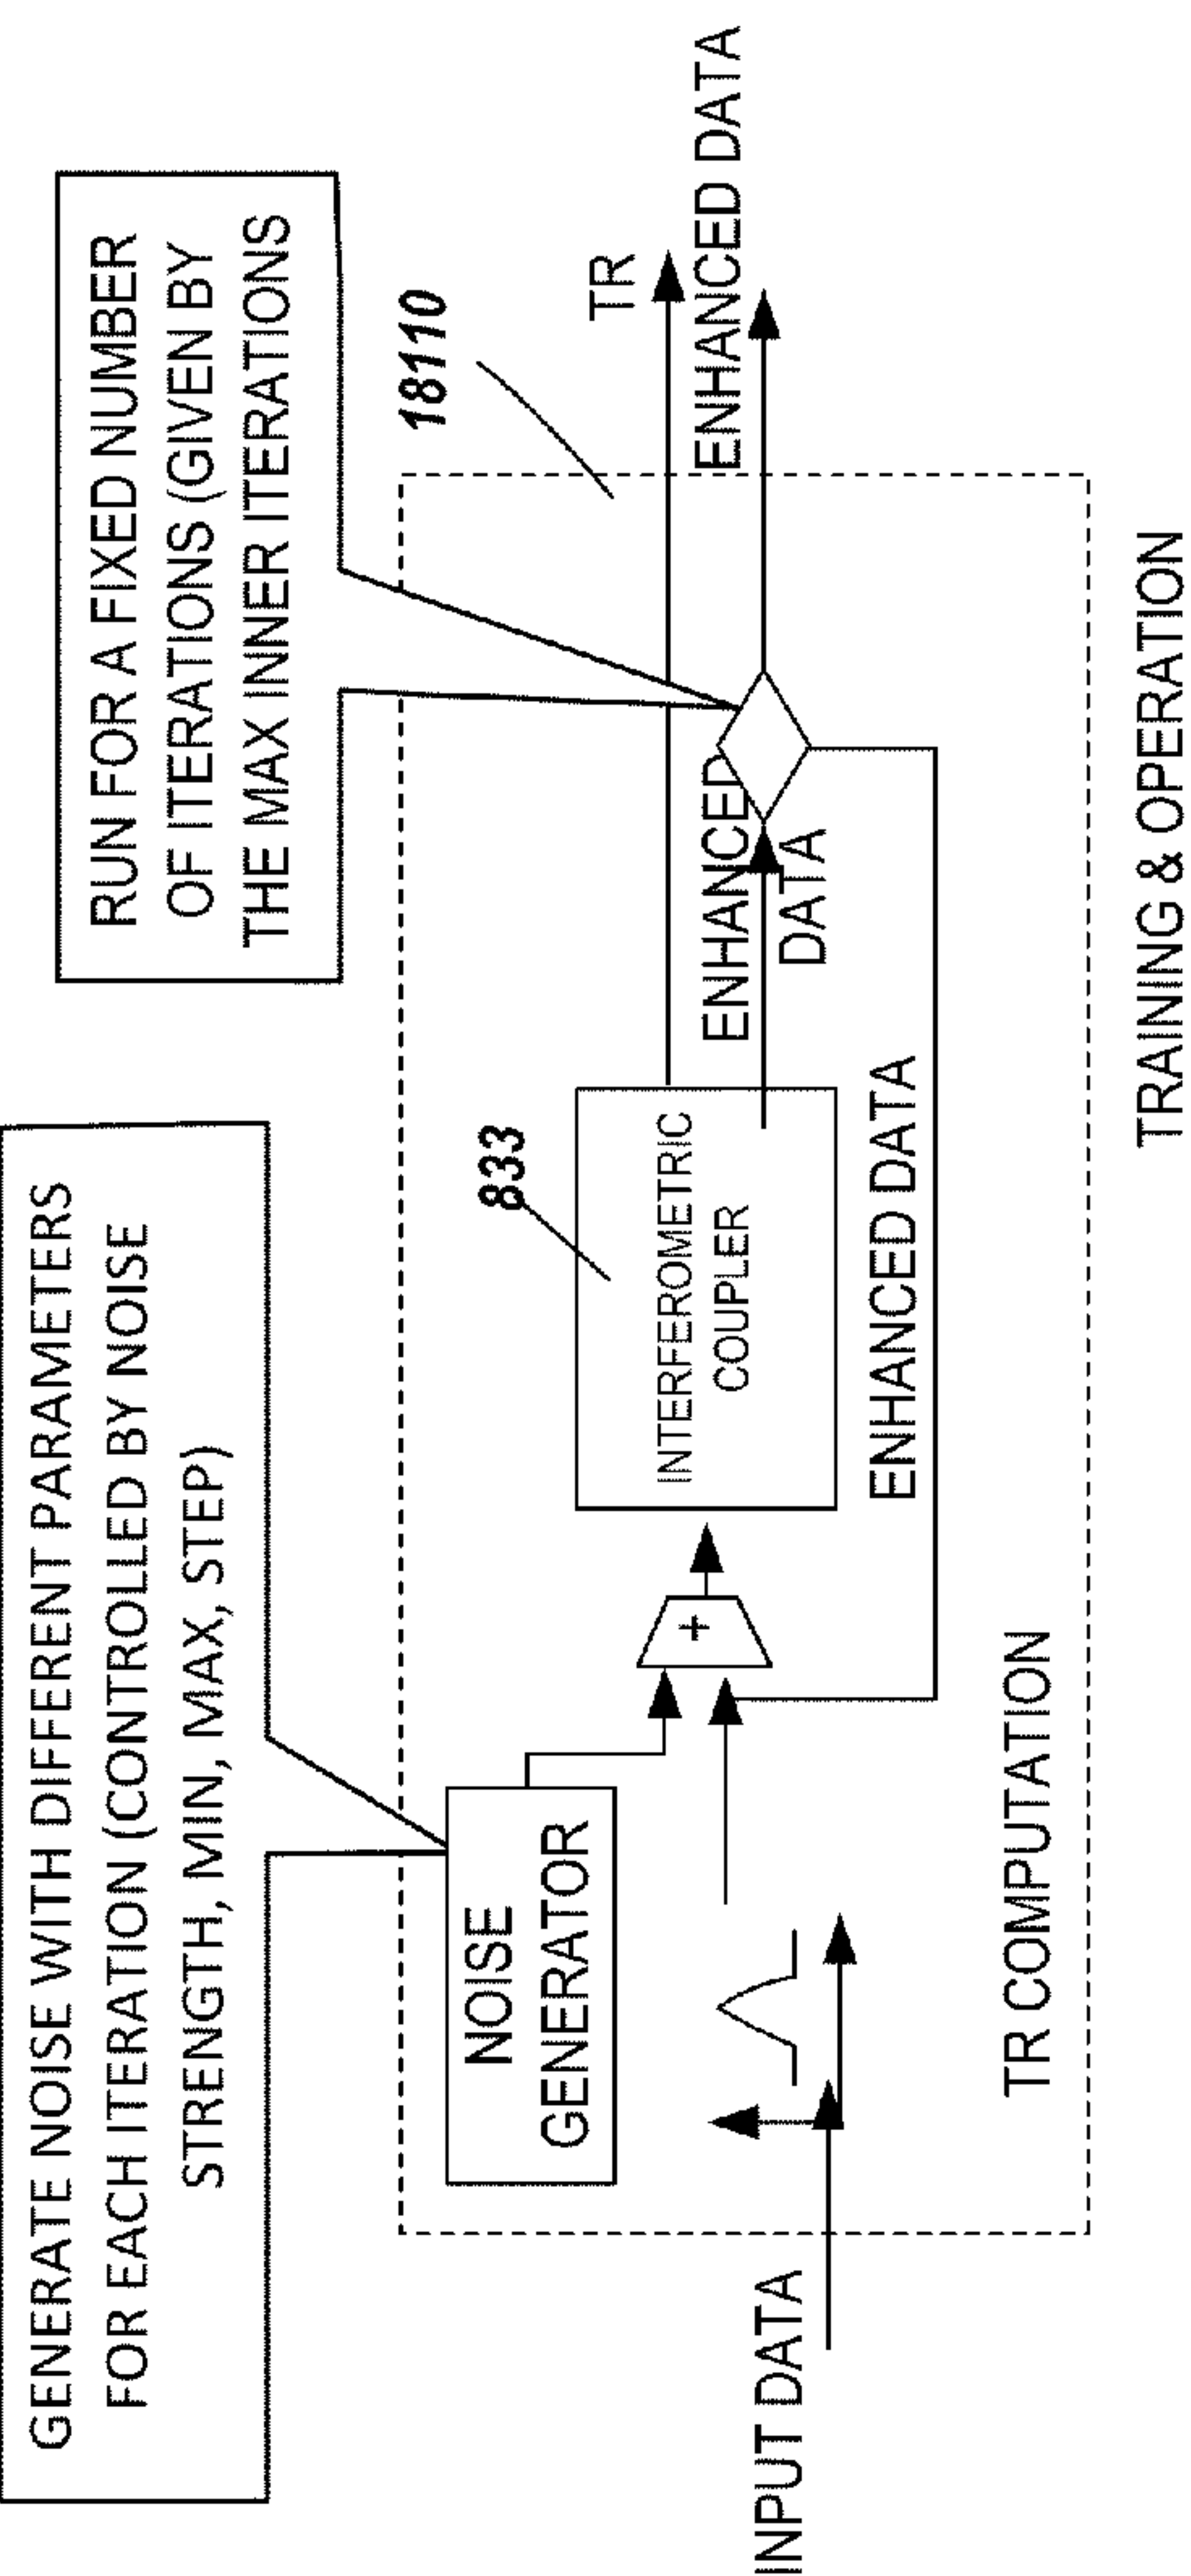 GENERATE NOISE WITH DIFFERENT PARAMETERS
FOR EACH ITERATION (CONTROLLED BY NOISE
STRENGTH, MIN, MAX, STEP)
RUN FOR A FIXED NUMBER
OF ITERATIONS (GIVEN BY
THE MAX INNER ITERATIONS
18110
NOISE
GENERATOR
833
TR
ENHANCED DATA
+
INTERFEROMETRIC
COUPLER
ENHANCED
DATA
INPUT DATA
ENHANCED DATA
TR COMPUTATION
TRAINING & OPERATION